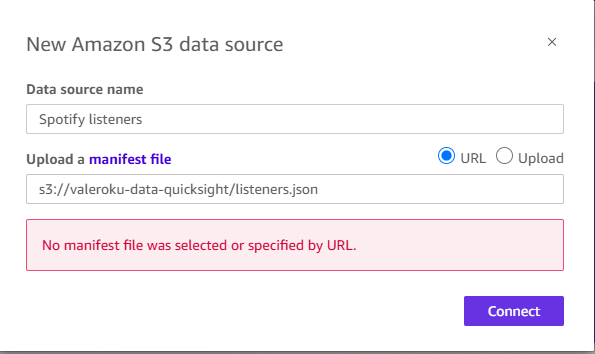 New Amazon S3 data source
Data source name
Spotify listeners
Upload a manifest file
URL
Upload
s3://valeroku-data-quicksight/listeners.json
No manifest file was selected or specified by URL.
Connect